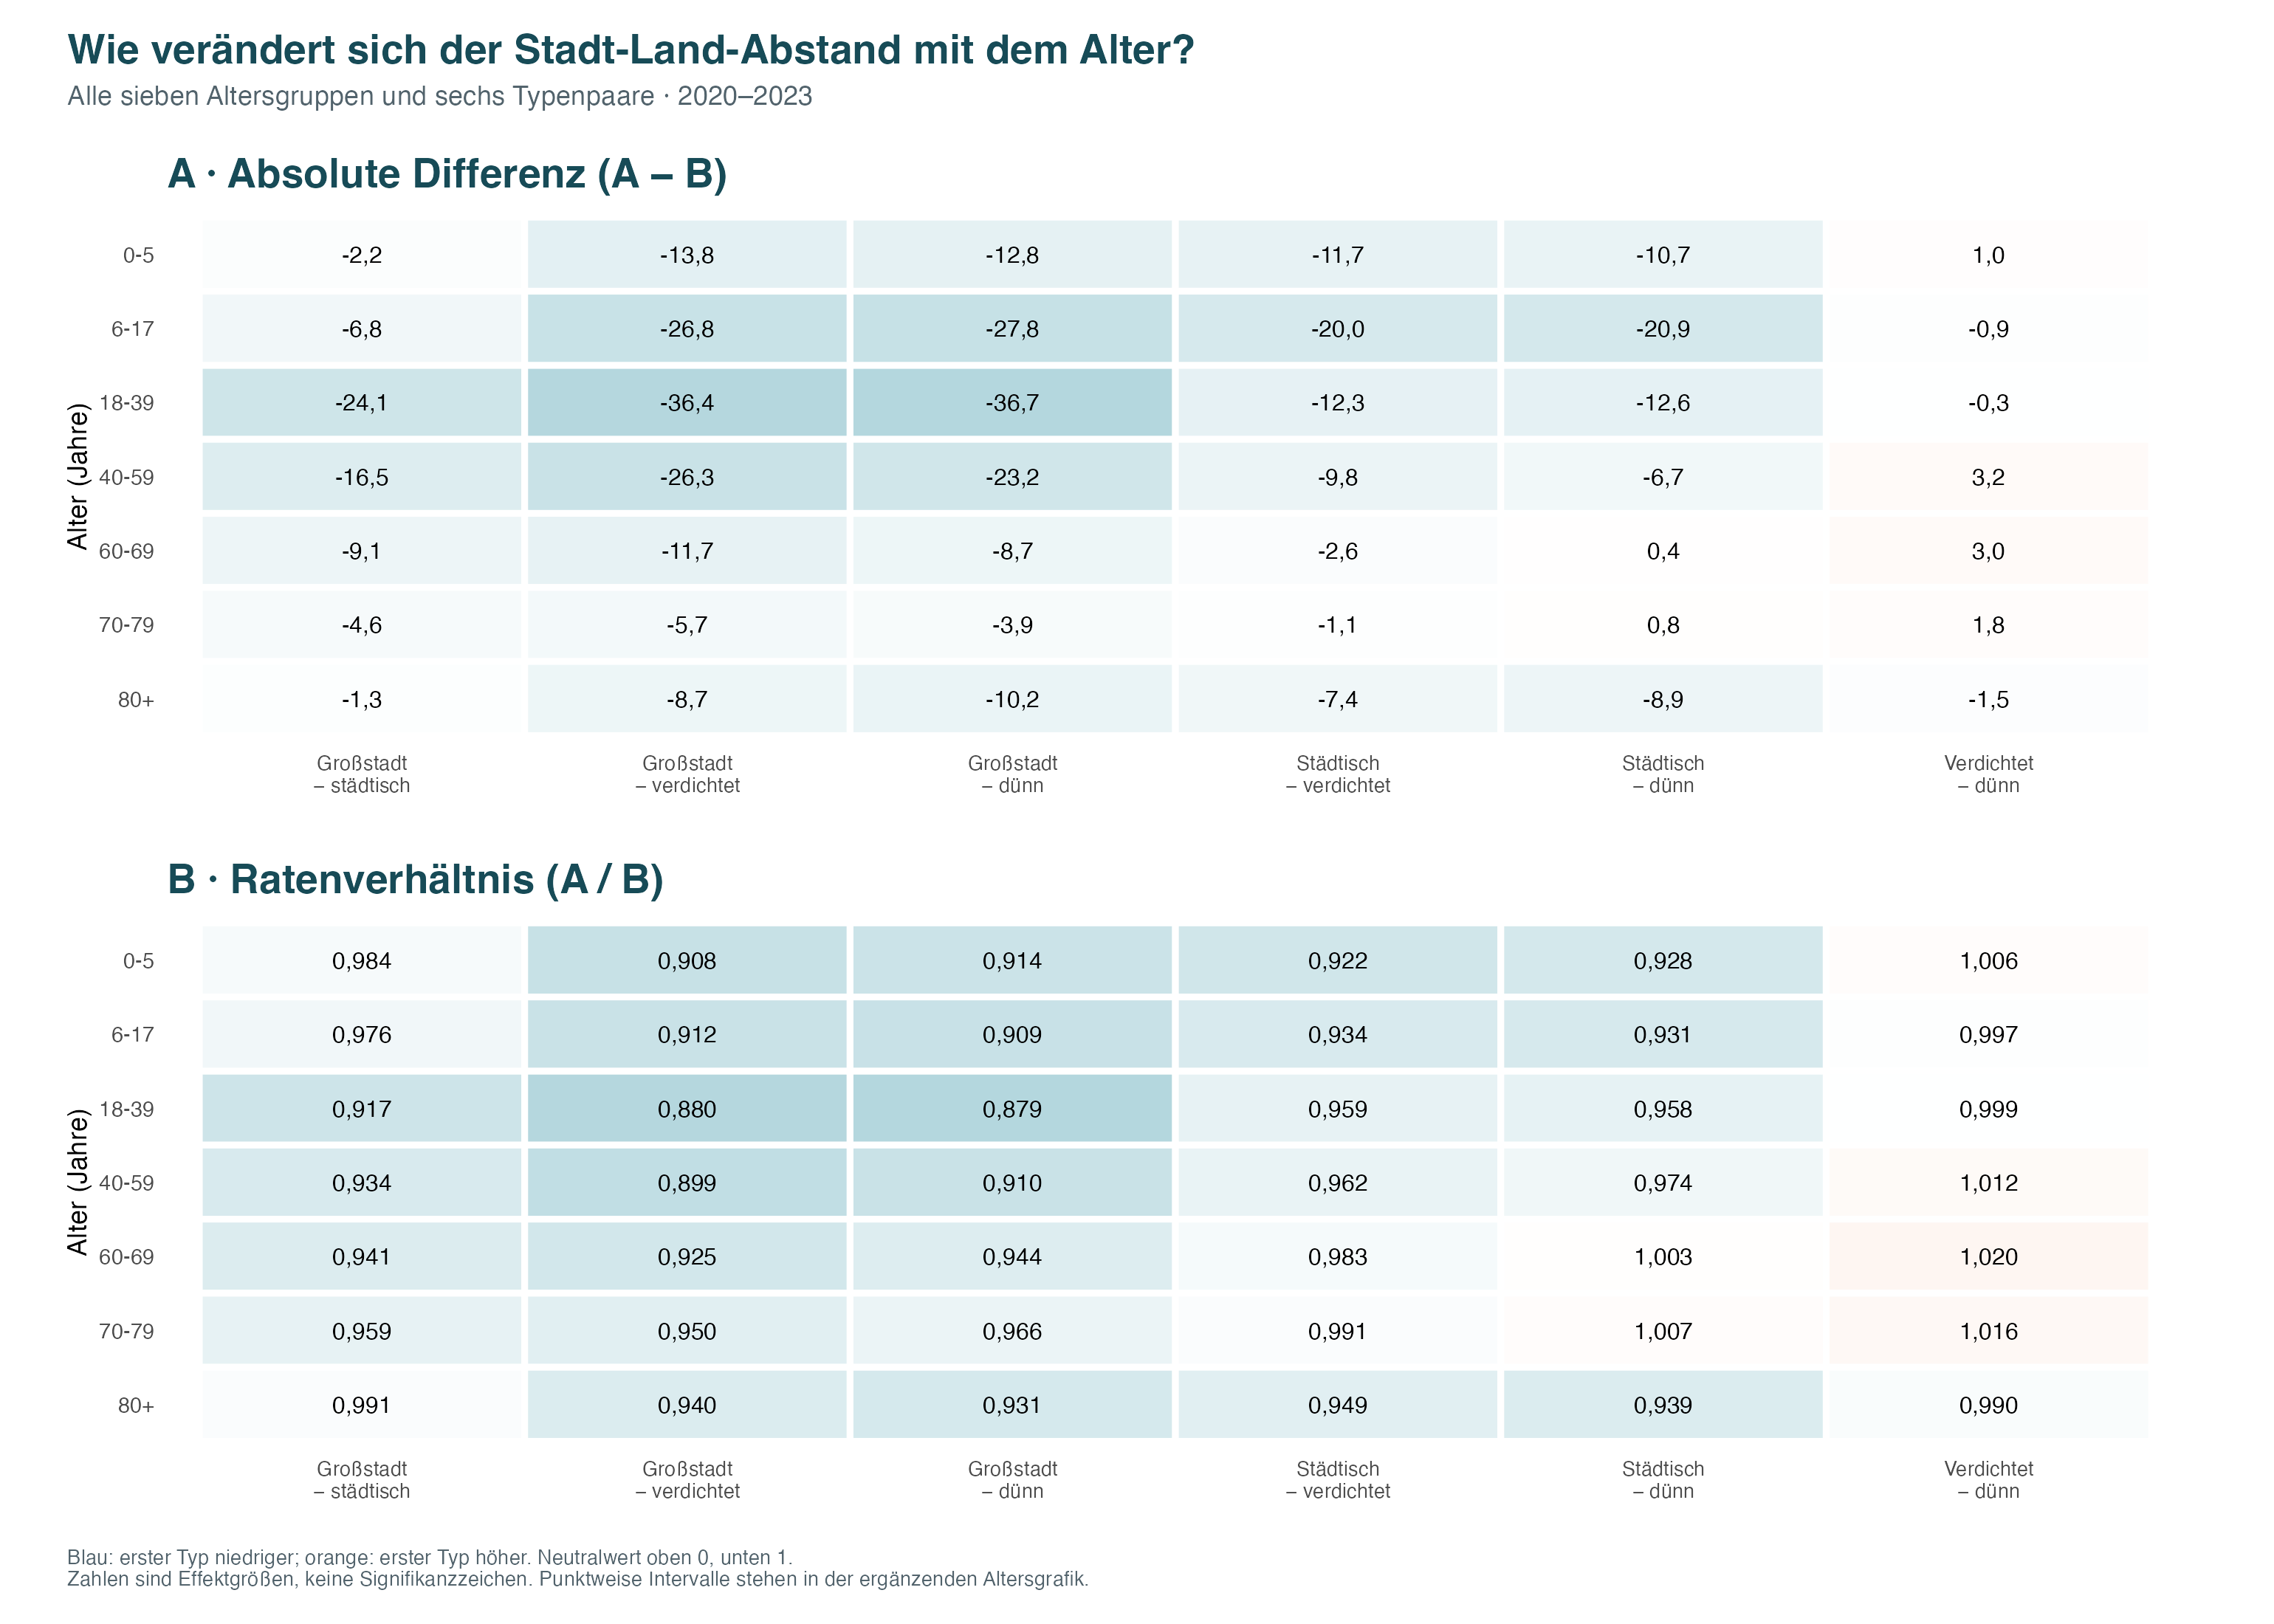 Wie verändert sich der Stadt-Land-Abstand mit dem Alter?
Alle sieben Altersgruppen und sechs Typenpaare · 2020–2023
A · Absolute Differenz (A – B)
Alter (Jahre)
0-5 -2,2 -13,8 -12,8 -11,7 -10,7 1,0
6-17 -6,8 -26,8 -27,8 -20,0 -20,9 -0,9
18-39 -24,1 -36,4 -36,7 -12,3 -12,6 -0,3
40-59 -16,5 -26,3 -23,2 -9,8 -6,7 3,2
60-69 -9,1 -11,7 -8,7 -2,6 0,4 3,0
70-79 -4,6 -5,7 -3,9 -1,1 0,8 1,8
80+ -1,3 -8,7 -10,2 -7,4 -8,9 -1,5
Großstadt Großstadt Großstadt Städtisch Städtisch Verdichtet
– städtisch – verdichtet – dünn – verdichtet – dünn – dünn
B · Ratenverhältnis (A / B)
Alter (Jahre)
0-5 0,984 0,908 0,914 0,922 0,928 1,006
6-17 0,976 0,912 0,909 0,934 0,931 0,997
18-39 0,917 0,880 0,879 0,959 0,958 0,999
40-59 0,934 0,899 0,910 0,962 0,974 1,012
60-69 0,941 0,925 0,944 0,983 1,003 1,020
70-79 0,959 0,950 0,966 0,991 1,007 1,016
80+ 0,991 0,940 0,931 0,949 0,939 0,990
Großstadt Großstadt Großstadt Städtisch Städtisch Verdichtet
– städtisch – verdichtet – dünn – verdichtet – dünn – dünn
Blau: erster Typ niedriger; orange: erster Typ höher. Neutralwert oben 0, unten 1.
Zahlen sind Effektgrößen, keine Signifikanzzeichen. Punktweise Intervalle stehen in der ergänzenden Altersgrafik.